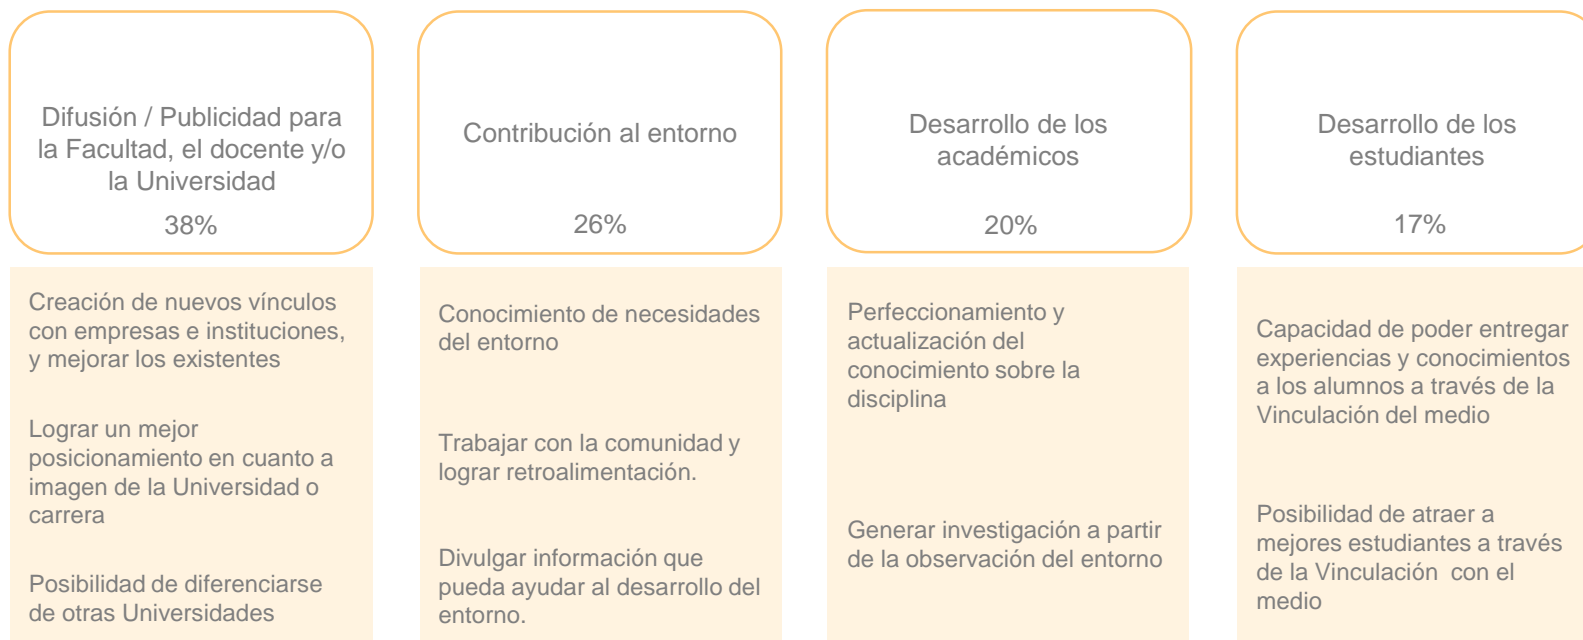 Difusión / Publicidad para
la Facultad, el docente y/o
la Universidad
38%
Creación de nuevos vínculos
con empresas e instituciones,
y mejorar los existentes
Lograr un mejor
posicionamiento en cuanto a
imagen de la Universidad o
carrera
Posibilidad de diferenciarse
de otras Universidades
Contribución al entorno
26%
Conocimiento de necesidades
del entorno
Trabajar con la comunidad y
lograr retroalimentación.
Divulgar información que
pueda ayudar al desarrollo del
entorno.
Desarrollo de los
académicos
20%
Perfeccionamiento y
actualización del
conocimiento sobre la
disciplina
Generar investigación a partir
de la observación del entorno
Desarrollo de los
estudiantes
17%
Capacidad de poder entregar
experiencias y conocimientos
a los alumnos a través de la
Vinculación del medio
Posibilidad de atraer a
mejores estudiantes a través
de la Vinculación  con el
medio